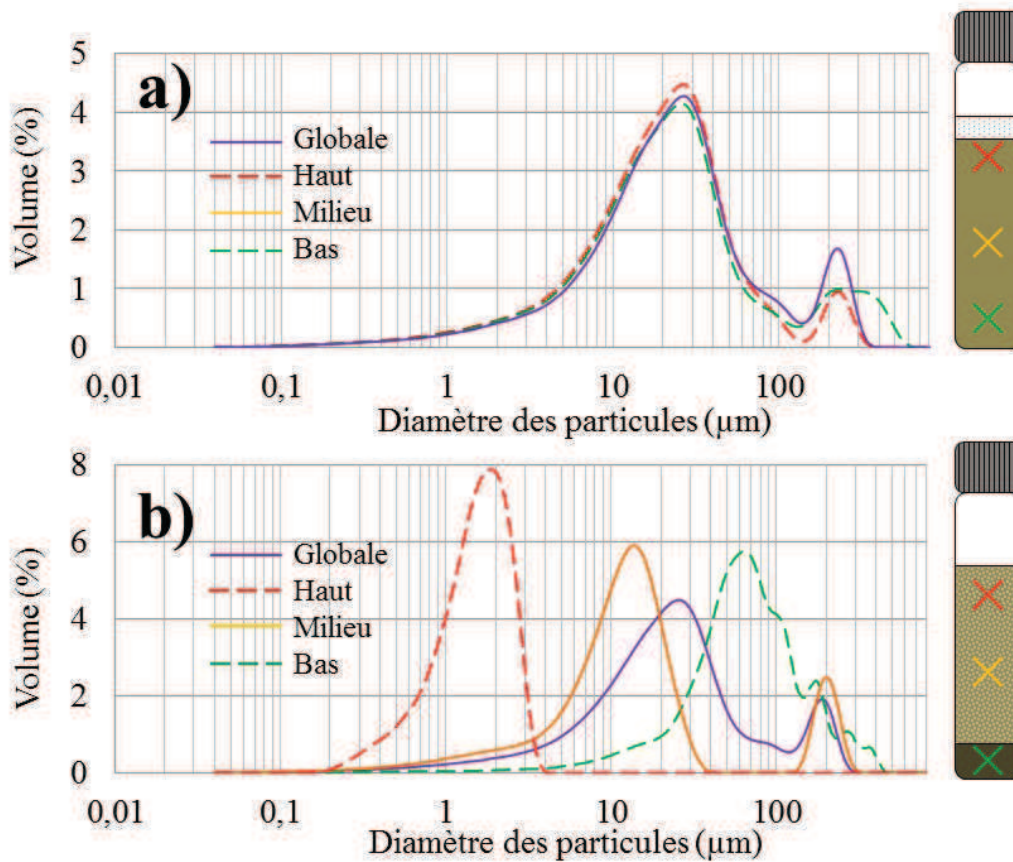 a)
Volume (%)
5
4
3
2
1
0
Globale
Haut
Milieu
Bas
0,01 0,1 1 10 100
Diamètre des particules (µm)
b)
Volume (%)
8
6
4
2
0
Globale
Haut
Milieu
Bas
0,01 0,1 1 10 100
Diamètre des particules (µm)